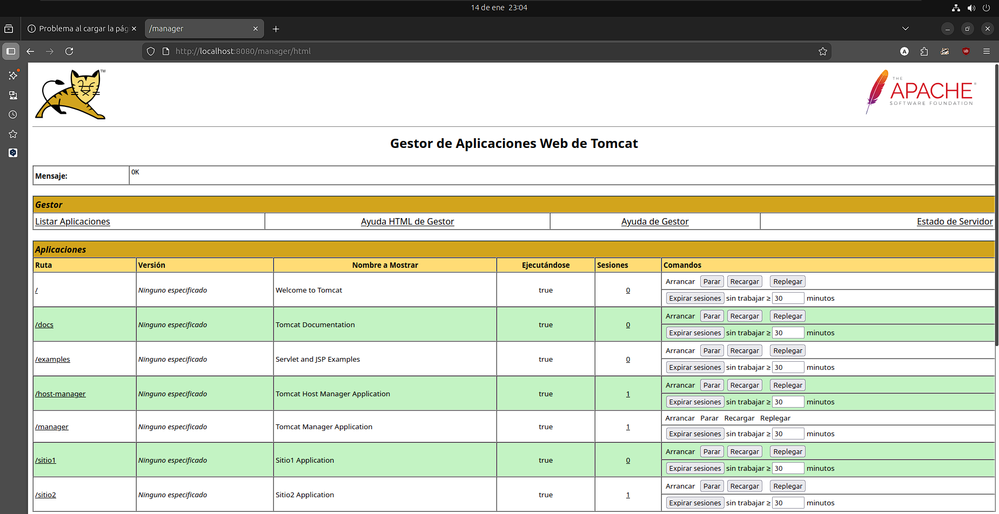 14 de ene 23:04
Problema al cargar la pág
/manager
http://localhost:8080/manager/html
TM
THE
APACHE
SOFTWARE FOUNDATION
Gestor de Aplicaciones Web de Tomcat
Mensaje: OK
Gestor
Listar Aplicaciones Ayuda HTML de Gestor Ayuda de Gestor Estado de Servidor
Aplicaciones
Ruta Versión Nombre a Mostrar Ejecutándose Sesiones Comandos
/ Ninguno especificado Welcome to Tomcat true 0 Arrancar Parar Recargar Replegar
Expirar sesiones sin trabajar ≥ 30 minutos
/docs Ninguno especificado Tomcat Documentation true 0 Arrancar Parar Recargar Replegar
Expirar sesiones sin trabajar ≥ 30 minutos
/examples Ninguno especificado Servlet and JSP Examples true 0 Arrancar Parar Recargar Replegar
Expirar sesiones sin trabajar ≥ 30 minutos
/host-manager Ninguno especificado Tomcat Host Manager Application true 1 Arrancar Parar Recargar Replegar
Expirar sesiones sin trabajar ≥ 30 minutos
/manager Ninguno especificado Tomcat Manager Application true 1 Arrancar Parar Recargar Replegar
Expirar sesiones sin trabajar ≥ 30 minutos
/sitio1 Ninguno especificado Sitio1 Application true 0 Arrancar Parar Recargar Replegar
Expirar sesiones sin trabajar ≥ 30 minutos
/sitio2 Ninguno especificado Sitio2 Application true 1 Arrancar Parar Recargar Replegar
Expirar sesiones sin trabajar ≥ 30 minutos